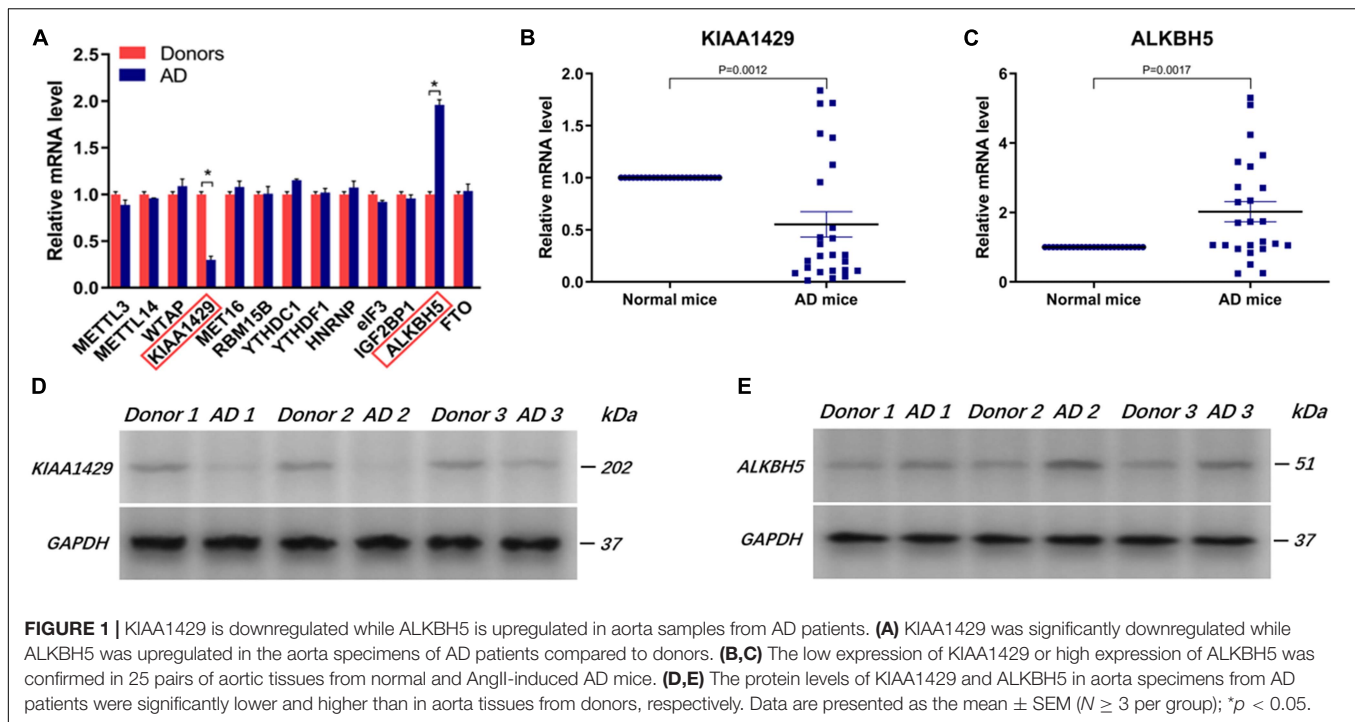 A
Donors
AD
Relative mRNA level
2.5
2.0
1.5
1.0
0.5
0.0
*
*
METTL3
METTL14
WTAP
KIAA1429
MET16
RBM15B
YTHDC1
YTHDF1
HNRNP
eIF3
IGF2BP1
ALKBH5
FTO
B
KIAA1429
P=0.0012
Relative mRNA level
2.0
1.5
1.0
0.5
0.0
Normal mice
AD mice
C
ALKBH5
P=0.0017
Relative mRNA level
6
4
2
0
Normal mice
AD mice
D
Donor 1 AD 1 Donor 2 AD 2 Donor 3 AD 3 kDa
KIAA1429
– 202
GAPDH
– 37
E
Donor 1 AD 1 Donor 2 AD 2 Donor 3 AD 3 kDa
ALKBH5
– 51
GAPDH
– 37
FIGURE 1 | KIAA1429 is downregulated while ALKBH5 is upregulated in aorta samples from AD patients. (A) KIAA1429 was significantly downregulated while
ALKBH5 was upregulated in the aorta specimens of AD patients compared to donors. (B,C) The low expression of KIAA1429 or high expression of ALKBH5 was
confirmed in 25 pairs of aortic tissues from normal and AngII-induced AD mice. (D,E) The protein levels of KIAA1429 and ALKBH5 in aorta specimens from AD
patients were significantly lower and higher than in aorta tissues from donors, respectively. Data are presented as the mean ± SEM (N ≥ 3 per group); *p < 0.05.